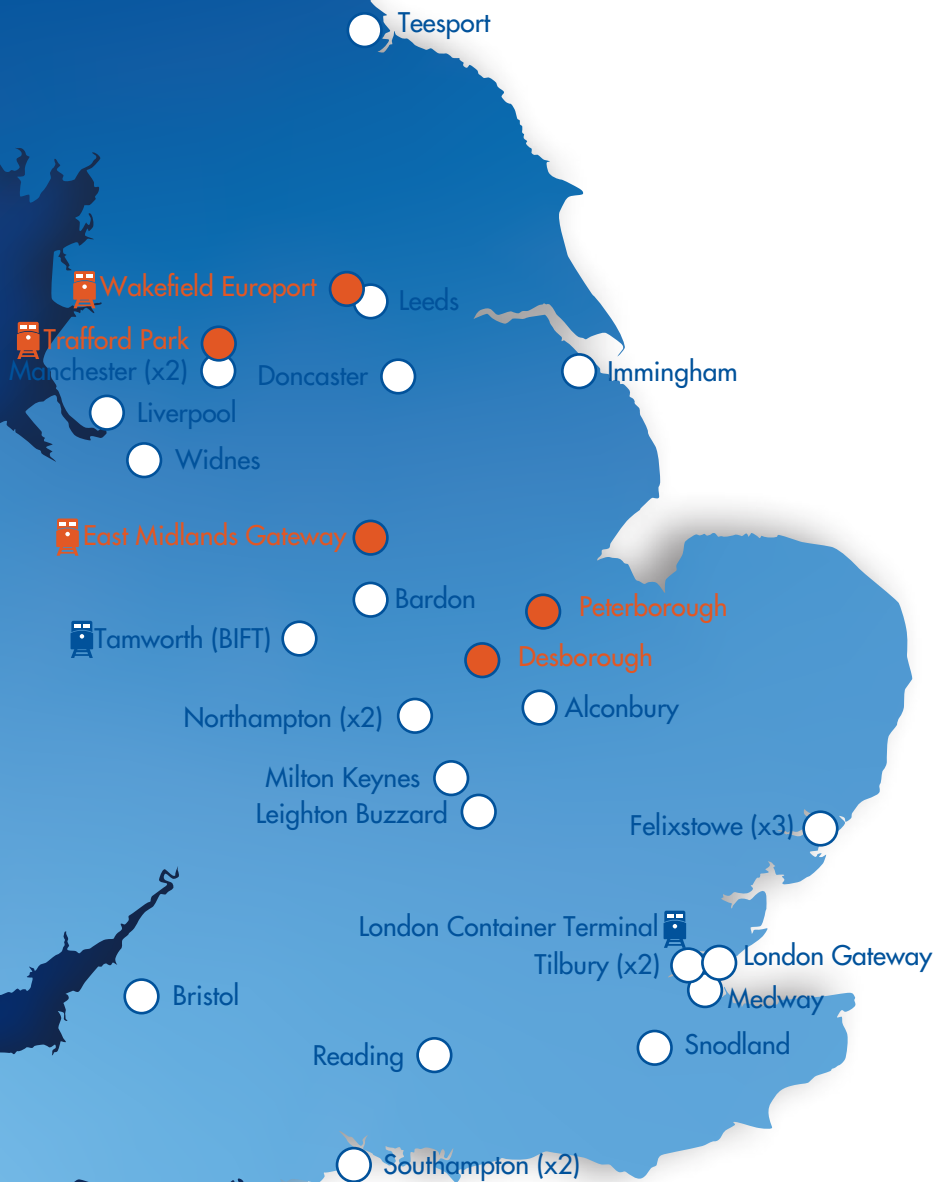 Teesport
Wakefield Europort
Leeds
Trafford Park
Manchester (x2)
Doncaster
Immingham
Liverpool
Widnes
East Midlands Gateway
Bardon
Peterborough
Tamworth (BIFT)
Desborough
Northampton (x2)
Alconbury
Milton Keynes
Leighton Buzzard
Felixstowe (x3)
London Container Terminal
Tilbury (x2)
London Gateway
Bristol
Medway
Reading
Snodland
Southampton (x2)